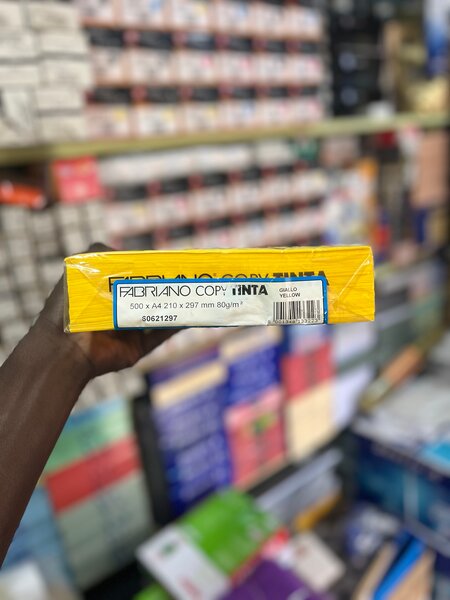 FABRIANO® COPY TINTA
FABRIANO COPY TINTA
GIALLO
YELLOW
500 x A4 210 x 297 mm 80g/m²
S0621297